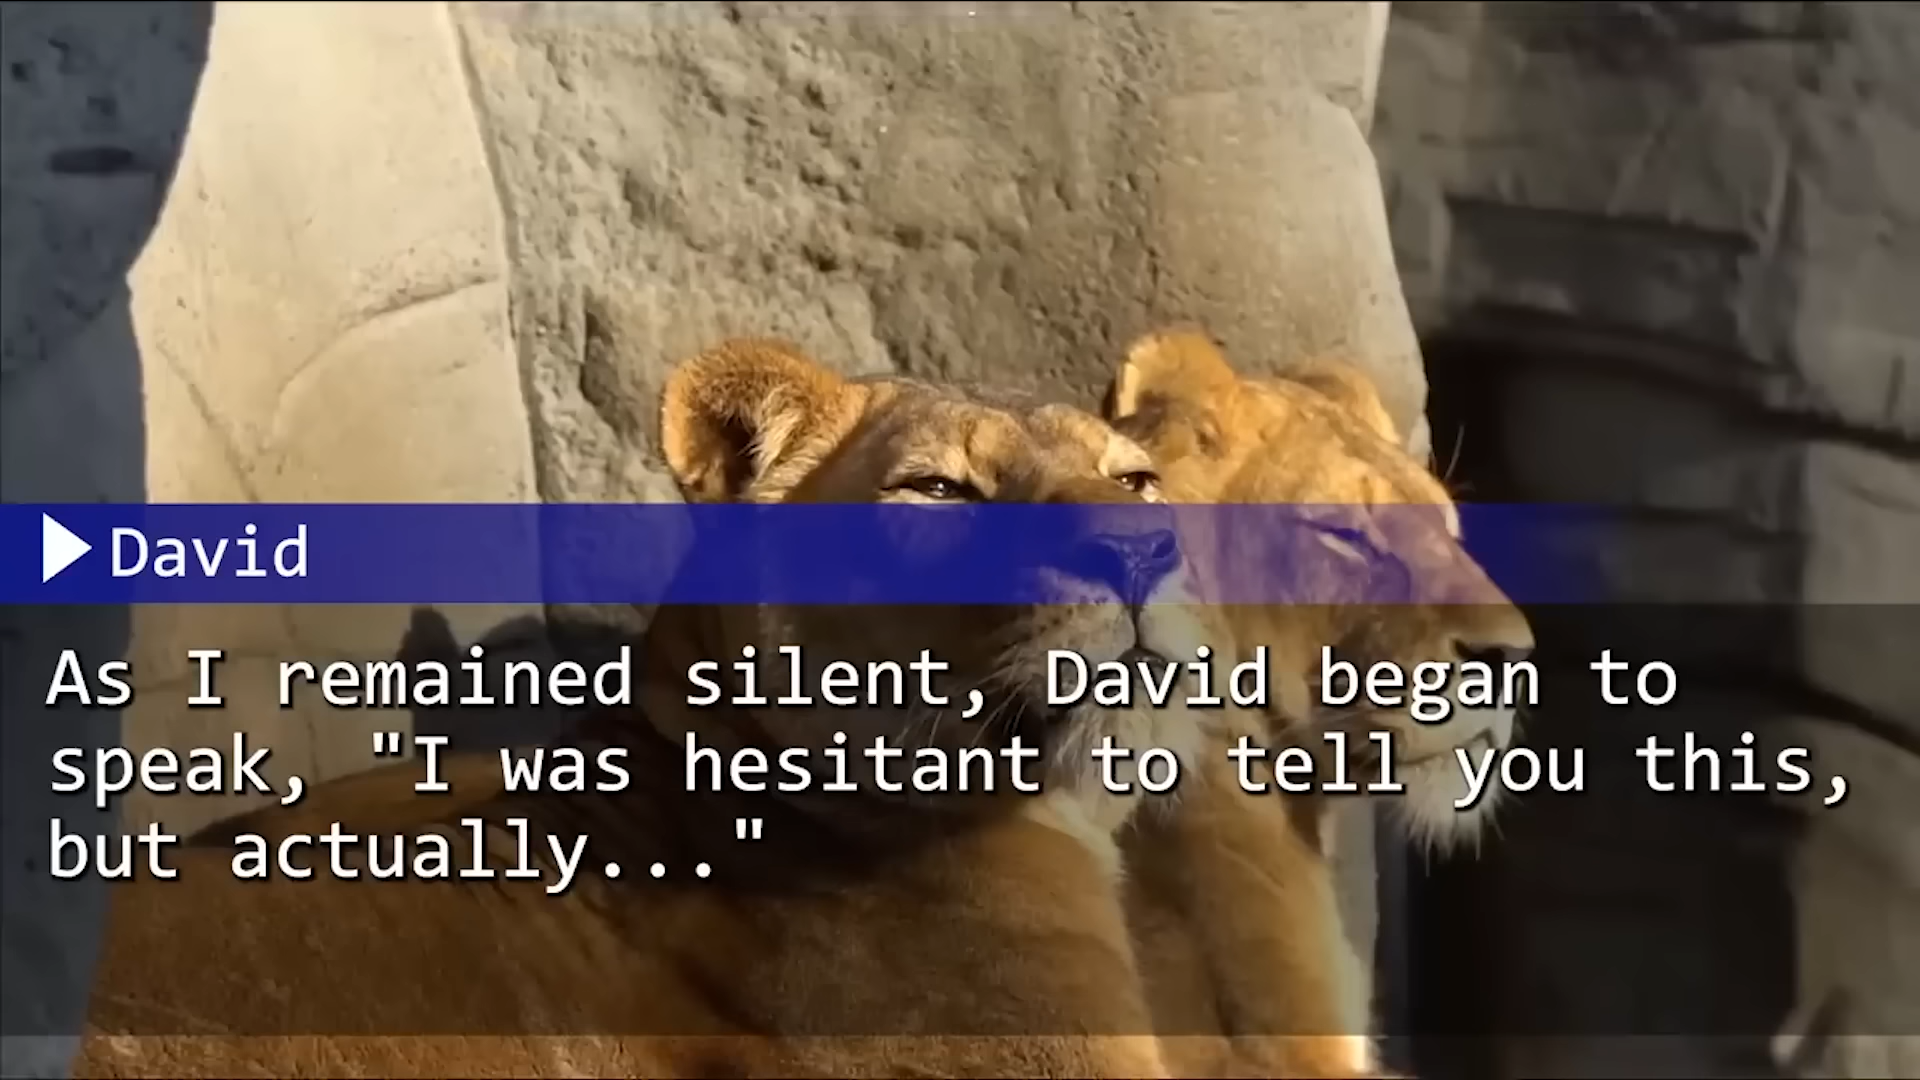 David
As I remained silent, David began to
speak, "I was hesitant to tell you this,
but actually..."